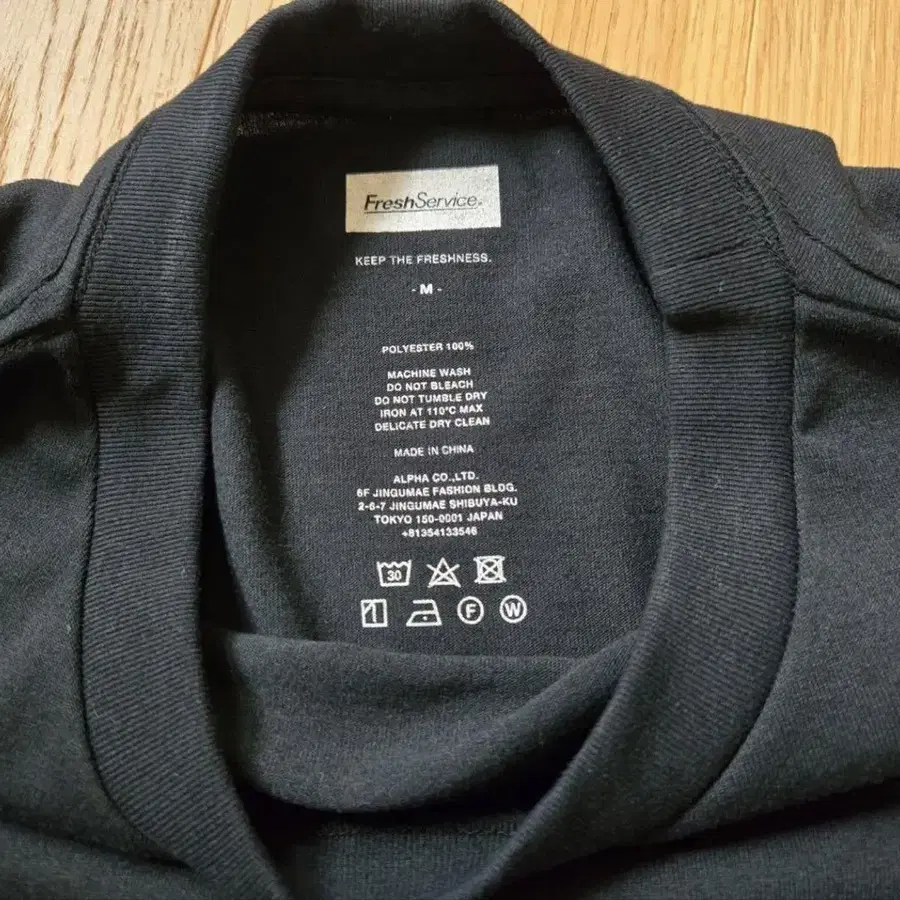 FreshService.
KEEP THE FRESHNESS.
- M -
POLYESTER 100%
MACHINE WASH
DO NOT BLEACH
DO NOT TUMBLE DRY
IRON AT 110°C MAX
DELICATE DRY CLEAN
MADE IN CHINA
ALPHA CO.,LTD.
6F JINGUMAE FASHION BLDG.
2-6-7 JINGUMAE SHIBUYA-KU
TOKYO 150-0001 JAPAN
+81354133546
30
F W